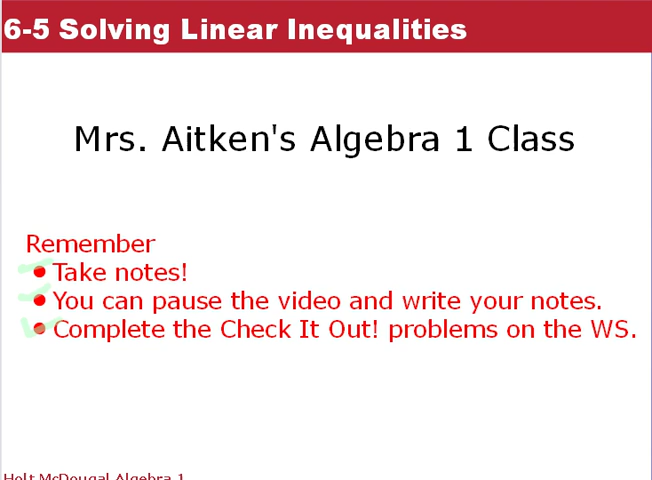 6-5 Solving Linear Inequalities
Mrs. Aitken's Algebra 1 Class
Remember
• Take notes!
• You can pause the video and write your notes.
• Complete the Check It Out! problems on the WS.
Holt McDougal Algebra 1